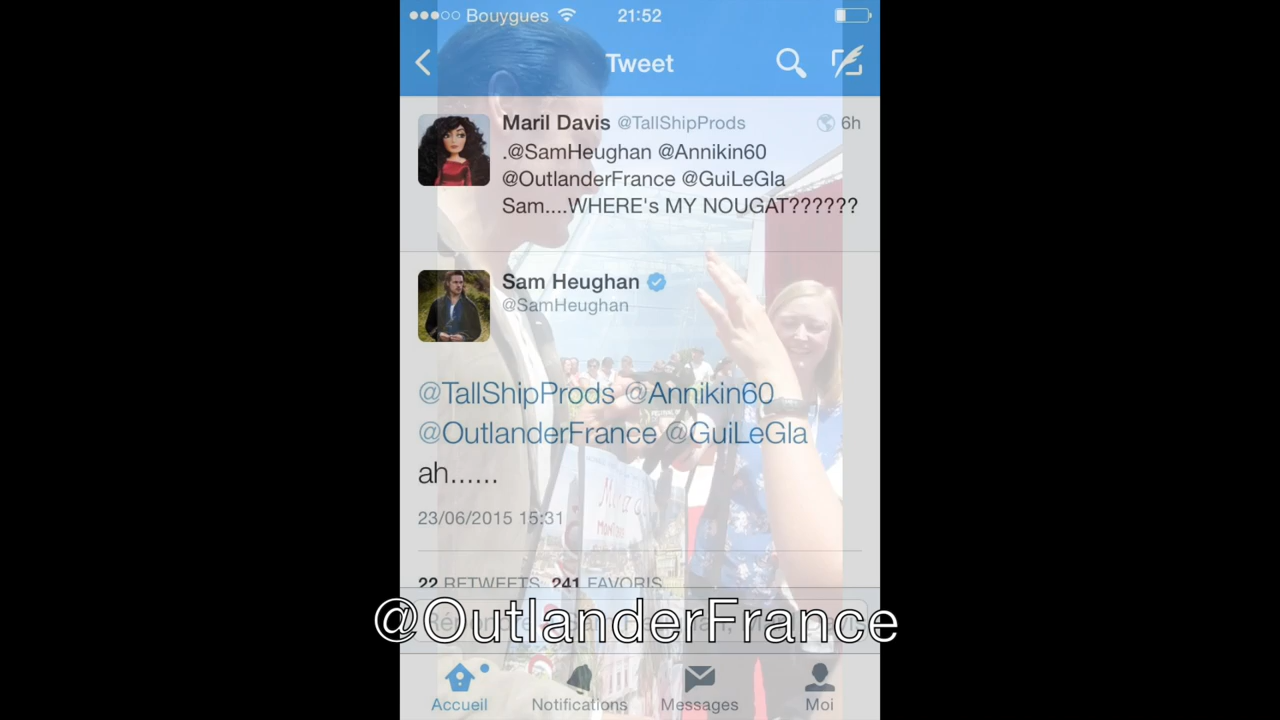 Bouygues 21:52
Tweet
Maril Davis @TallShipProds 6h
.@SamHeughan @Annikin60
@OutlanderFrance @GuiLeGla
Sam....WHERE's MY NOUGAT??????
Sam Heughan
@SamHeughan
@TallShipProds @Annikin60
@OutlanderFrance @GuiLeGla
ah......
23/06/2015 15:31
22 RETWEETS 241 FAVORIS
@OutlanderFrance
Accueil Notifications Messages Moi